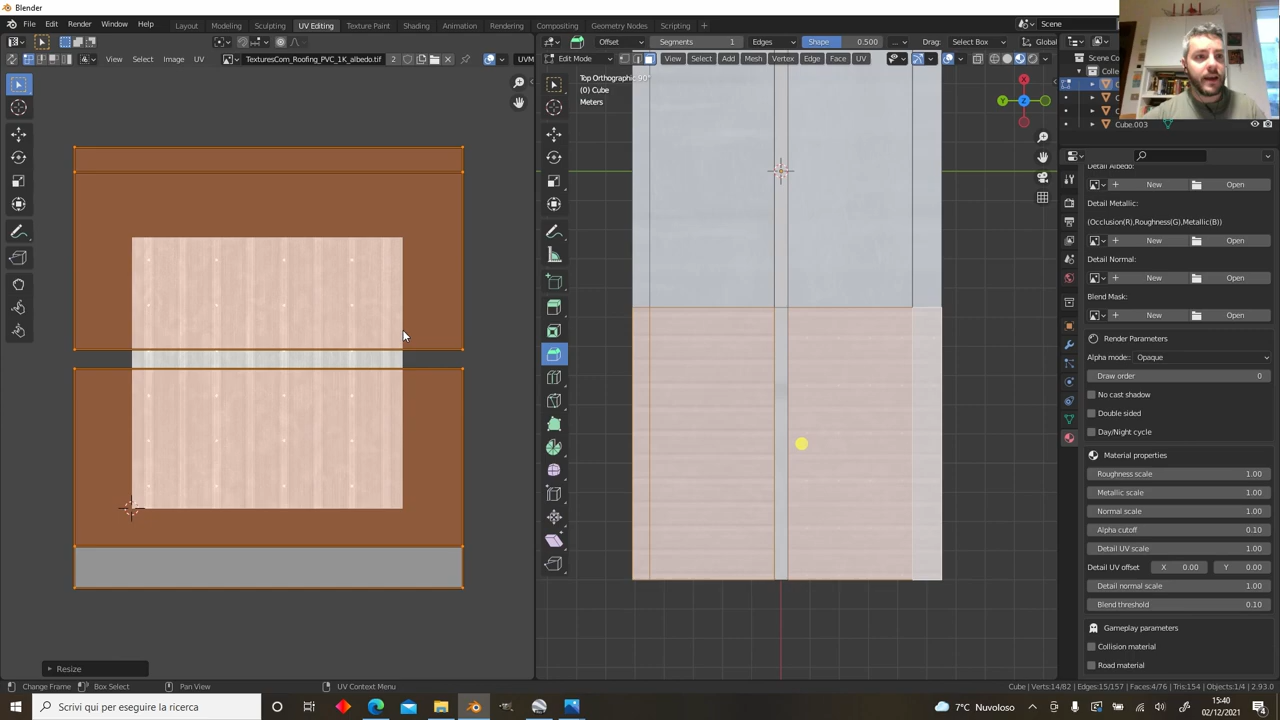 Blender
File Edit Render Window Help Layout Modeling Sculpting UV Editing Texture Paint Shading Animation Rendering Compositing Geometry Nodes Scripting + Scene
Offset Segments 1 Edges Shape 0.500 ... Drag: Select Box Global
View Select Image UV TexturesCom_Roofing_PVC_1K_albedo.tif 2 UVM Edit Mode View Select Add Mesh Vertex Edge Face UV
Top Orthographic 90°
(0) Cube
Meters
Scene Co
Collec
Cube.003
Detail Albedo:
New Open
Detail Metallic:
(Occlusion(R),Roughness(G),Metallic(B))
New Open
Detail Normal:
New Open
Blend Mask:
New Open
Render Parameters
Alpha mode:: Opaque
Draw order 0
No cast shadow
Double sided
Day/Night cycle
Material properties
Roughness scale 1.00
Metallic scale 1.00
Normal scale 1.00
Alpha cutoff 0.10
Detail UV scale 1.00
Detail UV offset X 0.00 Y 0.00
Detail normal scale 1.00
Blend threshold 0.10
Gameplay parameters
Collision material
Road material
Resize
Change Frame Box Select Pan View UV Context Menu Cube | Verts:14/82 | Edges:15/157 | Faces:4/76 | Tris:154 | Objects:1/4 | 2.93.0
Scrivi qui per eseguire la ricerca 7°C Nuvoloso 15:40
02/12/2021